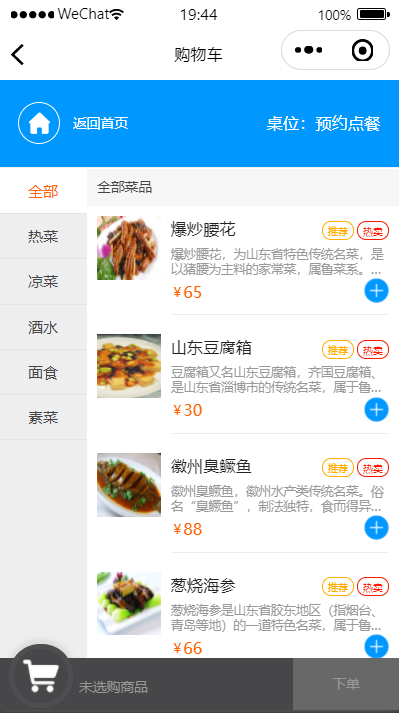 WeChat 19:44 100%
购物车
返回首页 桌位：预约点餐
全部
热菜
凉菜
酒水
面食
素菜
全部菜品
爆炒腰花 推荐 热卖
爆炒腰花，为山东省特色传统名菜，是
以猪腰为主料的家常菜，属鲁菜系。...
￥65
山东豆腐箱 推荐 热卖
豆腐箱又名山东豆腐箱，齐国豆腐箱、
是山东省淄博市的传统名菜，属于鲁...
￥30
徽州臭鳜鱼 推荐 热卖
徽州臭鳜鱼，徽州水产类传统名菜。俗
名“臭鳜鱼”，制法独特，食而得异...
￥88
葱烧海参 推荐 热卖
葱烧海参是山东省胶东地区（指烟台、
青岛等地）的一道特色名菜，属于鲁...
￥66
未选购商品 下单